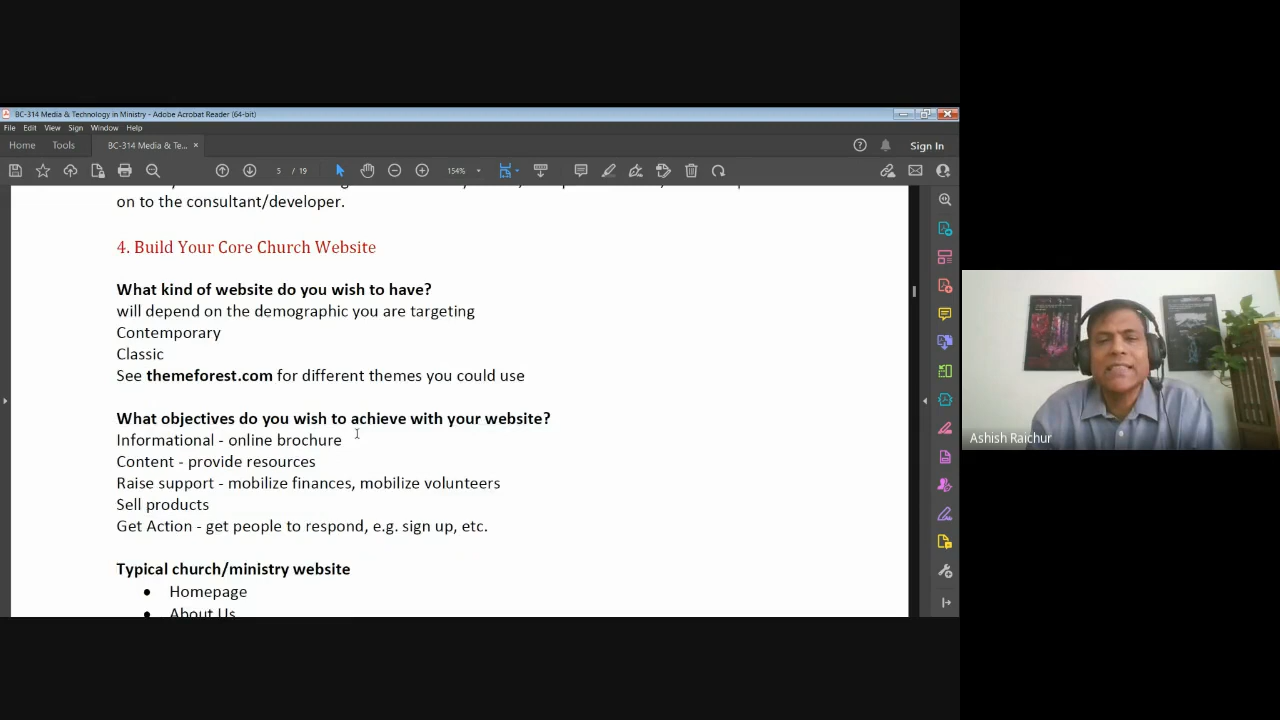 BC-314 Media & Technology in Ministry - Adobe Acrobat Reader (64-bit)
File Edit View Sign Window Help
Home Tools BC-314 Media & Te... × Sign In
5 / 19 154%
on to the consultant/developer.
4. Build Your Core Church Website
What kind of website do you wish to have?
will depend on the demographic you are targeting
Contemporary
Classic
See themeforest.com for different themes you could use
What objectives do you wish to achieve with your website?
Informational - online brochure
Content - provide resources
Raise support - mobilize finances, mobilize volunteers
Sell products
Get Action - get people to respond, e.g. sign up, etc.
Typical church/ministry website
• Homepage
• About Us
Ashish Raichur